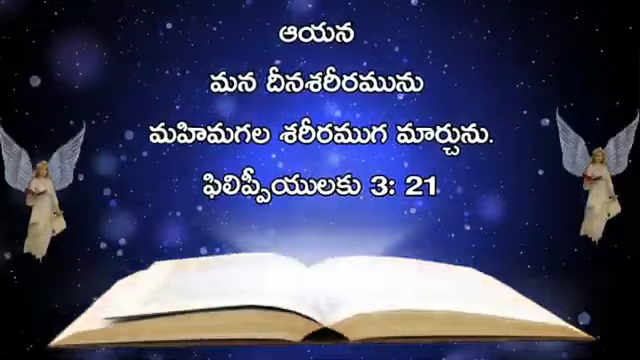 ఆయన
మన దీనశరీరమును
మహిమగల శరీరముగ మార్చును.
ఫిలిప్పీయులకు 3: 21